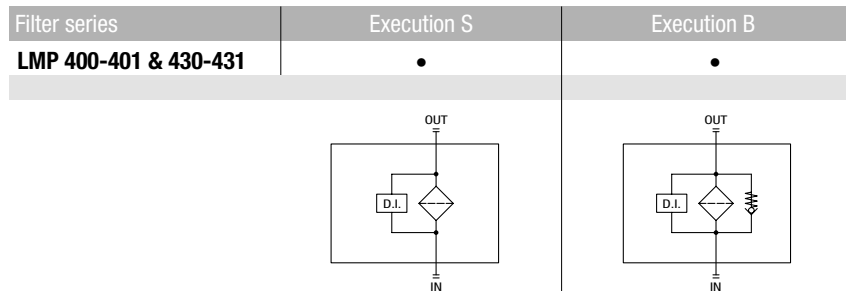 Filter series Execution S Execution B
LMP 400-401 & 430-431 • •
OUT OUT
D.I. D.I.
IN IN